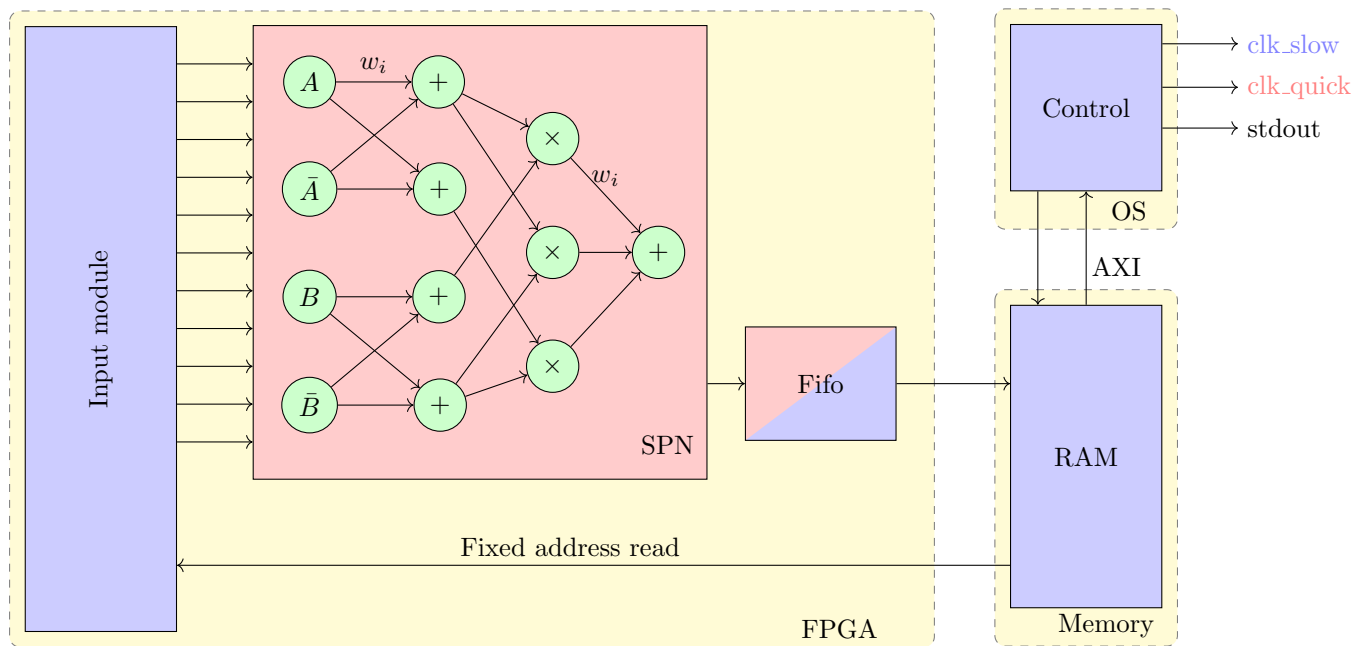 Input module
A
w_i
+
×
Ā
+
w_i
×
+
B
+
×
B̄
+
SPN
Fifo
Fixed address read
FPGA
Control
OS
clk_slow
clk_quick
stdout
AXI
RAM
Memory